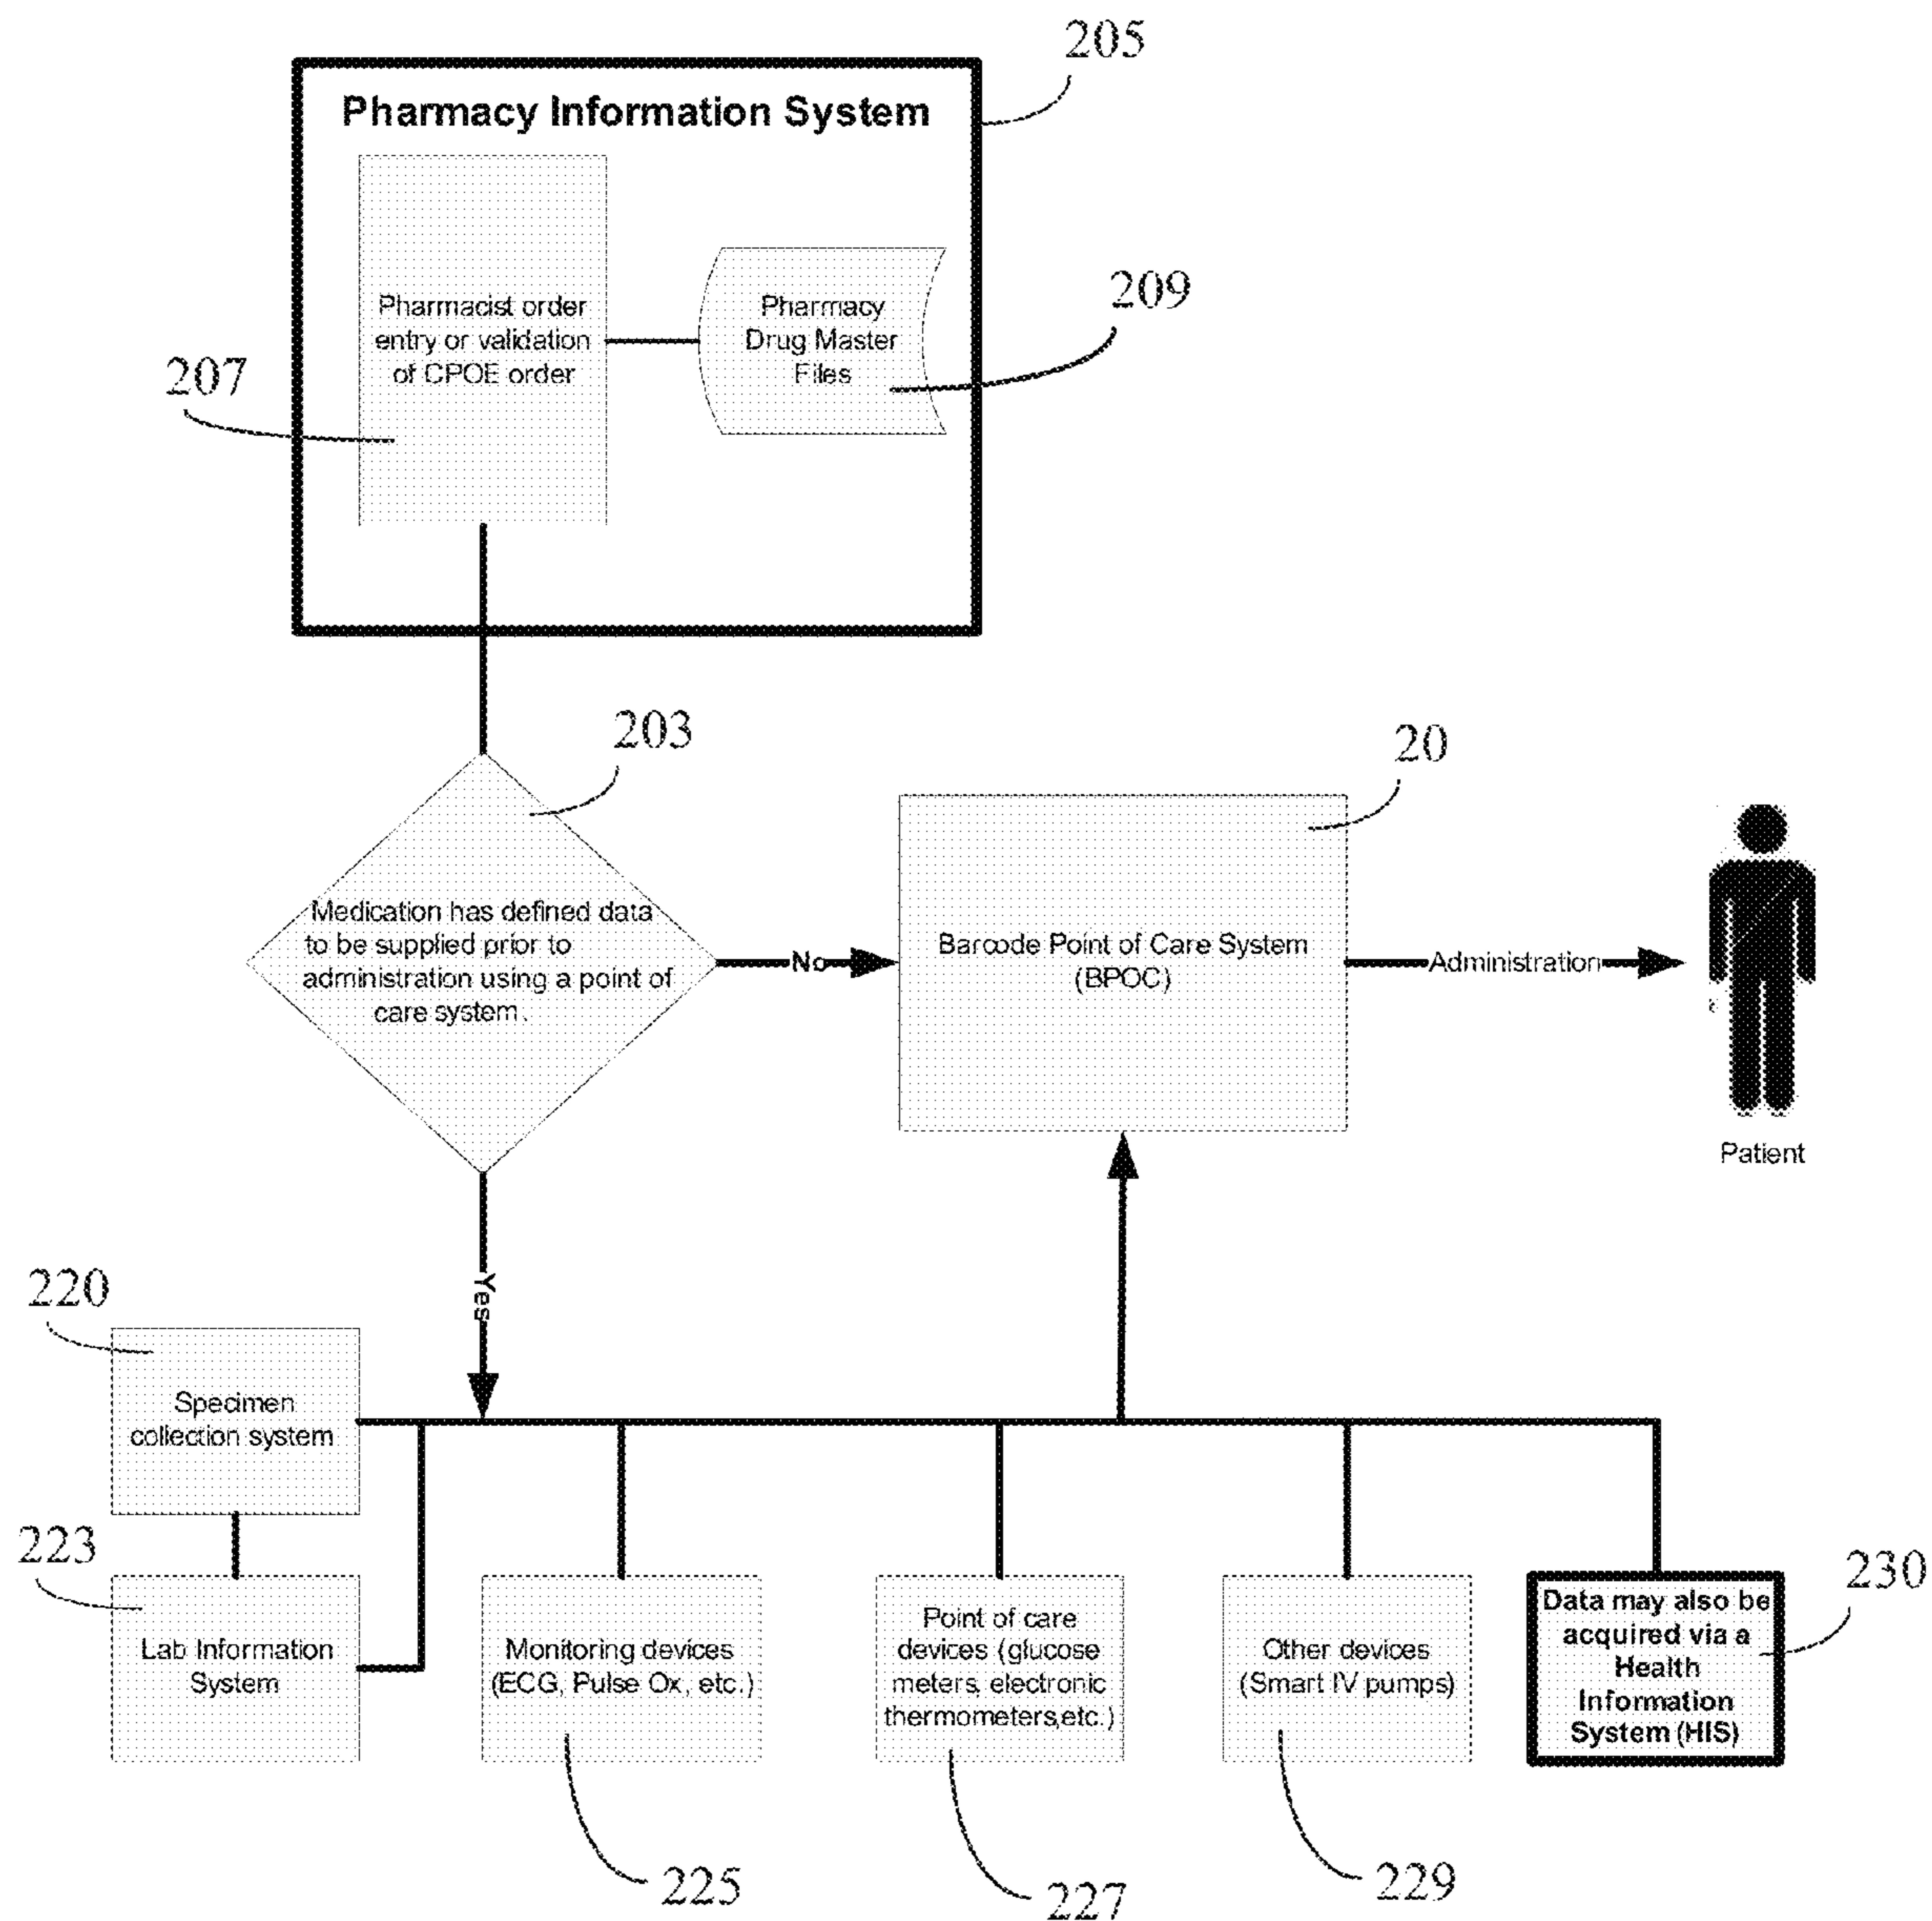 205
Pharmacy Information System
Pharmacist order
entry or validation
of CPOE order
Pharmacy
Drug Master
Files
209
207
203
20
Medication has defined data
to be supplied prior to
administration using a point of
care system.
No
Barcode Point of Care System
(BPOC)
Administration
Patient
Yes
220
Specimen
collection system
223
Lab Information
System
Monitoring devices
(ECG, Pulse Ox, etc.)
Point of care
devices (glucose
meters, electronic
thermometers,etc.)
Other devices
(Smart IV pumps)
Data may also be
acquired via a
Health
Information
System (HIS)
230
225
227
229